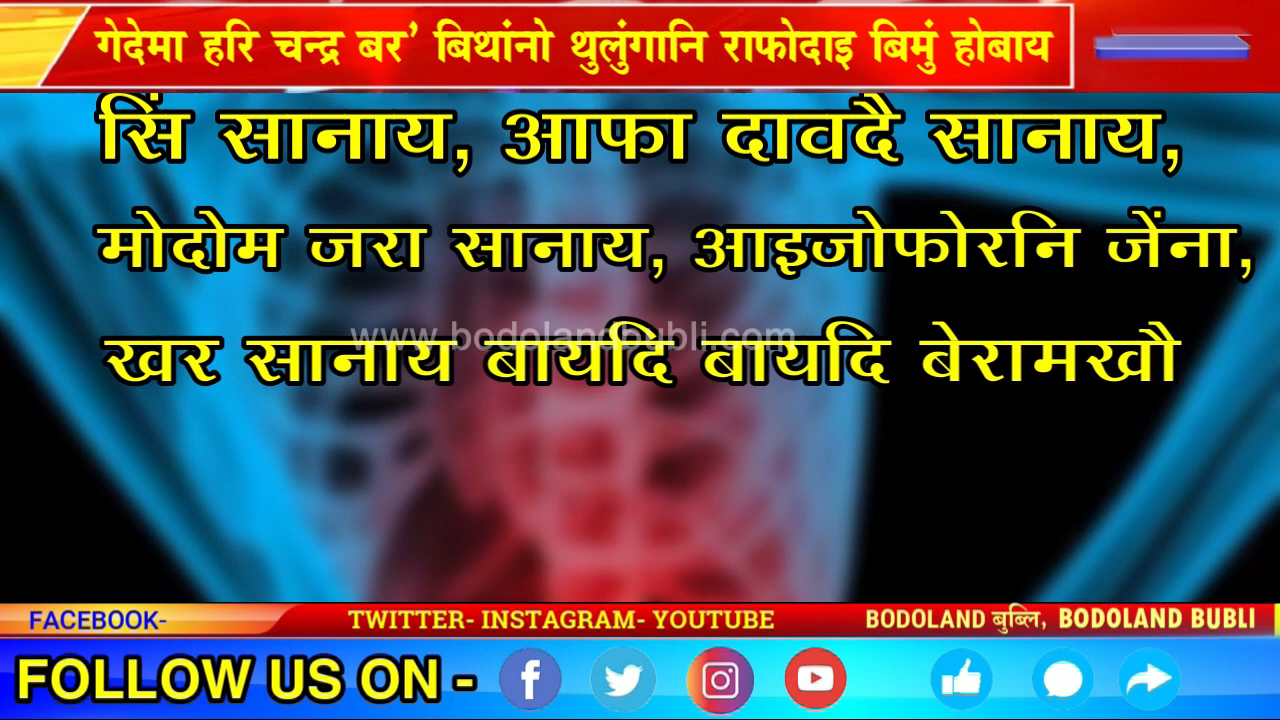 गेदेमा हरि चन्द्र बर’ बिथांनो थुलुंगानि राफोदाइ बिमुं होबाय
सिं सानाय, आफा दावदै सानाय,
मोदोम जरा सानाय, आइजोफोरनि जेंना,
www.bodolandbubli.com
खर सानाय बायदि बायदि बेरामखौ
FACEBOOK- TWITTER- INSTAGRAM- YOUTUBE BODOLAND बुब्लि, BODOLAND BUBLI
FOLLOW US ON -